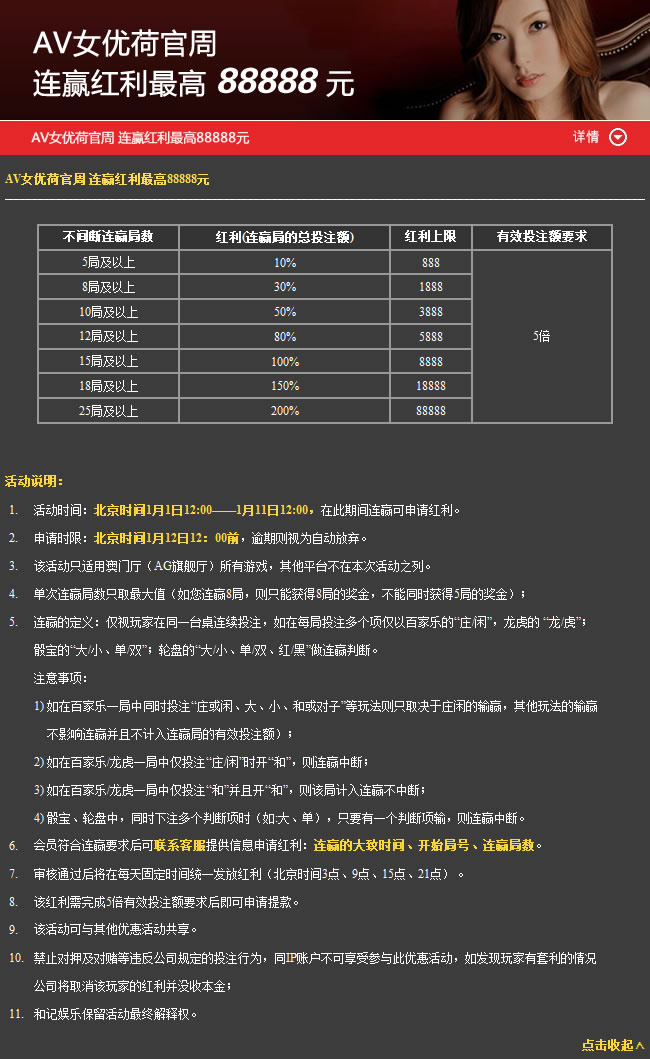 AV女优荷官周
连赢红利最高 88888 元
AV女优荷官周 连赢红利最高88888元 详情
AV女优荷官周 连赢红利最高88888元
不间断连赢局数 红利(连赢局的总投注额) 红利上限 有效投注额要求
5局及以上 10% 888
8局及以上 30% 1888
10局及以上 50% 3888
12局及以上 80% 5888 5倍
15局及以上 100% 8888
18局及以上 150% 18888
25局及以上 200% 88888
活动说明：
1. 活动时间：北京时间1月1日12:00——1月11日12:00，在此期间连赢可申请红利。
2. 申请时限：北京时间1月12日12：00前，逾期则视为自动放弃。
3. 该活动只适用澳门厅（AG旗舰厅）所有游戏，其他平台不在本次活动之列。
4. 单次连赢局数只取最大值（如您连赢8局，则只能获得8局的奖金，不能同时获得5局的奖金）；
5. 连赢的定义：仅视玩家在同一台桌连续投注，如在每局投注多个项仅以百家乐的“庄/闲”，龙虎的 “龙/虎”；
骰宝的“大/小、单/双”；轮盘的“大/小、单/双、红/黑”做连赢判断。
注意事项：
1) 如在百家乐一局中同时投注“庄或闲、大、小、和或对子”等玩法则只取决于庄闲的输赢，其他玩法的输赢
不影响连赢并且不计入连赢局的有效投注额）；
2) 如在百家乐/龙虎一局中仅投注“庄/闲”时开“和”，则连赢中断；
3) 如在百家乐/龙虎一局中仅投注“和”并且开“和”，则该局计入连赢不中断；
4) 骰宝、轮盘中，同时下注多个判断项时（如:大、单），只要有一个判断项输，则连赢中断。
6. 会员符合连赢要求后可联系客服提供信息申请红利：连赢的大致时间、开始局号、连赢局数。
7. 审核通过后将在每天固定时间统一发放红利（北京时间3点、9点、15点、21点）。
8. 该红利需完成5倍有效投注额要求后即可申请提款。
9. 该活动可与其他优惠活动共享。
10. 禁止对押及对赌等违反公司规定的投注行为，同IP账户不可享受参与此优惠活动，如发现玩家有套利的情况
公司将取消该玩家的红利并没收本金；
11. 和记娱乐保留活动最终解释权。
点击收起∧